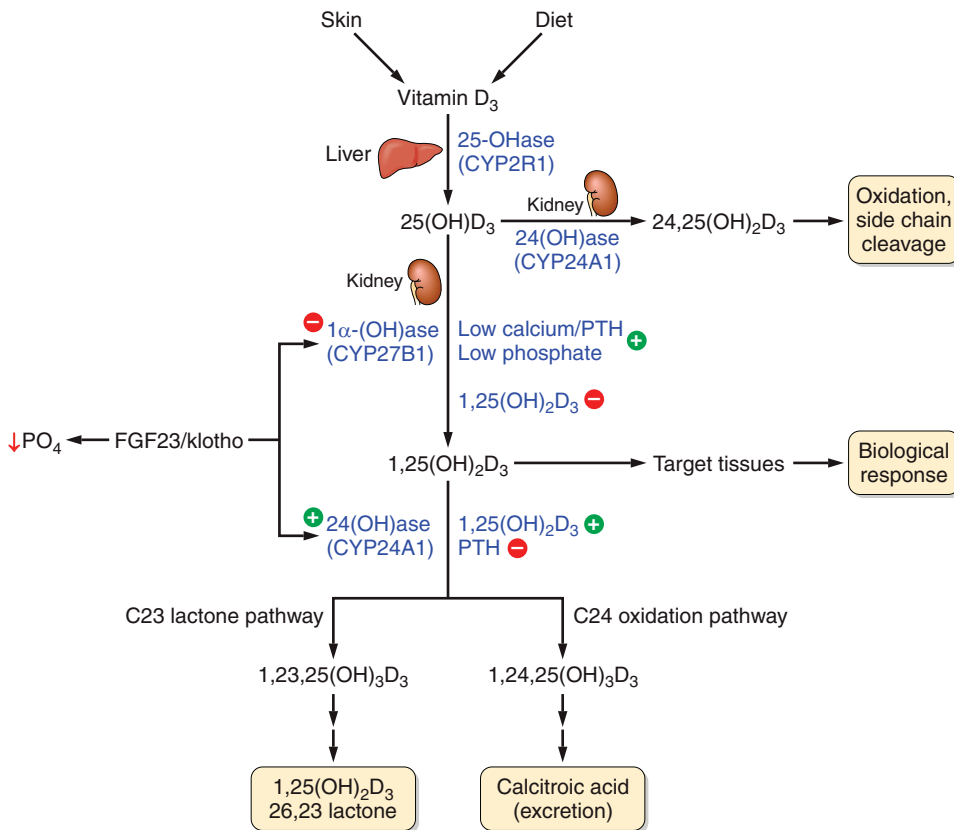 Skin
Diet
Vitamin D3
Liver
25-OHase
(CYP2R1)
25(OH)D3
Kidney
24(OH)ase
(CYP24A1)
24,25(OH)2D3
Oxidation,
side chain
cleavage
Kidney
− 1α-(OH)ase
(CYP27B1)
Low calcium/PTH
Low phosphate +
1,25(OH)2D3 −
↓PO4
FGF23/klotho
1,25(OH)2D3
Target tissues
Biological
response
+ 24(OH)ase
(CYP24A1)
1,25(OH)2D3 +
PTH −
C23 lactone pathway
C24 oxidation pathway
1,23,25(OH)3D3
1,24,25(OH)3D3
1,25(OH)2D3
26,23 lactone
Calcitroic acid
(excretion)